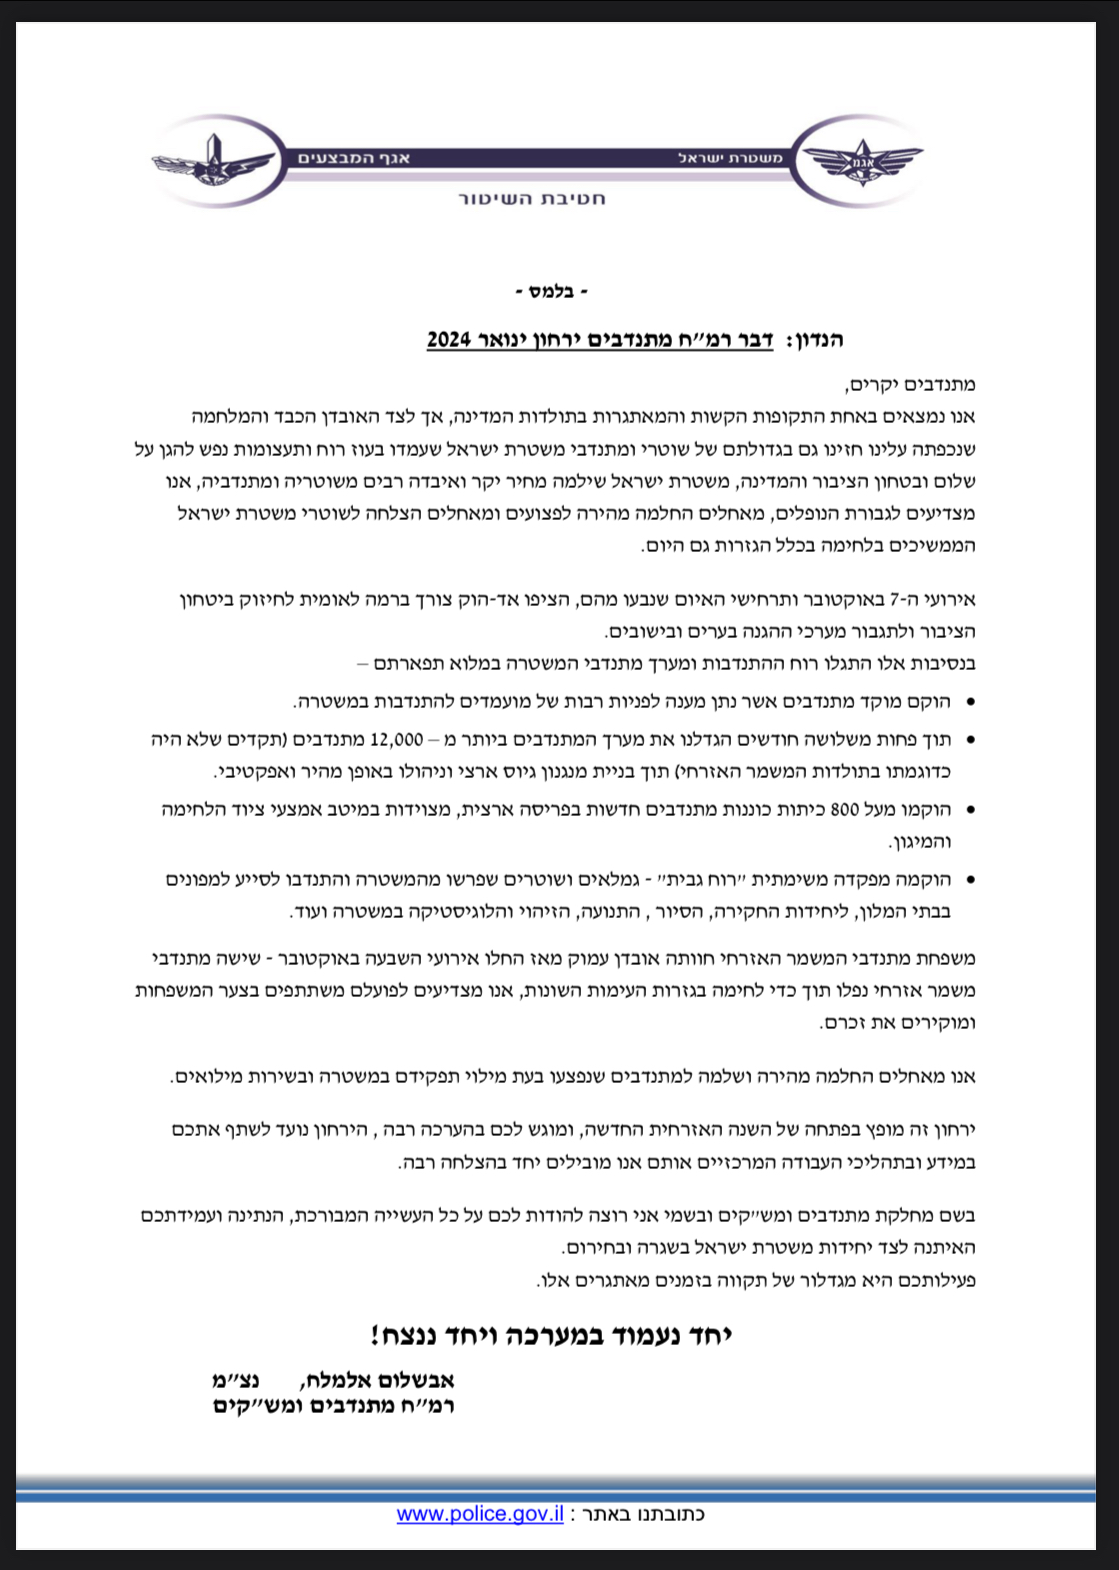 משטרת ישראל
אגף המבצעים
אגמ
חטיבת השיטור
- בלמס -
הנדון: דבר רמ״ח מתנדבים ירחון ינואר 2024
מתנדבים יקרים,
אנו נמצאים באחת התקופות הקשות והמאתגרות בתולדות המדינה, אך לצד האובדן הכבד והמלחמה
שנכפתה עלינו חזינו גם בגדולתם של שוטרי ומתנדבי משטרת ישראל שעמדו בעוז רוח ותעצומות נפש להגן על
שלום ובטחון הציבור והמדינה, משטרת ישראל שילמה מחיר יקר ואיבדה רבים משוטריה ומתנדביה, אנו
מצדיעים לגבורת הנופלים, מאחלים החלמה מהירה לפצועים ומאחלים הצלחה לשוטרי משטרת ישראל
הממשיכים בלחימה בכלל הגזרות גם היום.
אירועי ה-7 באוקטובר ותרחישי האיום שנבעו מהם, הציפו אד-הוק צורך ברמה לאומית לחיזוק ביטחון
הציבור ולתגבור מערכי ההגנה בערים ובישובים.
בנסיבות אלו התגלו רוח ההתנדבות ומערך מתנדבי המשטרה במלוא תפארתם –
• הוקם מוקד מתנדבים אשר נתן מענה לפניות רבות של מועמדים להתנדבות במשטרה.
• תוך פחות משלושה חודשים הגדלנו את מערך המתנדבים ביותר מ – 12,000 מתנדבים (תקדים שלא היה
כדוגמתו בתולדות המשמר האזרחי) תוך בניית מנגנון גיוס ארצי וניהולו באופן מהיר ואפקטיבי.
• הוקמו מעל 800 כיתות כוננות מתנדבים חדשות בפריסה ארצית, מצוידות במיטב אמצעי ציוד הלחימה
והמיגון.
• הוקמה מפקדה משימתית ״רוח גבית״ - גמלאים ושוטרים שפרשו מהמשטרה והתנדבו לסייע למפונים
בבתי המלון, ליחידות החקירה, הסיור , התנועה, הזיהוי והלוגיסטיקה במשטרה ועוד.
משפחת מתנדבי המשמר האזרחי חוותה אובדן עמוק מאז החלו אירועי השבעה באוקטובר - שישה מתנדבי
משמר אזרחי נפלו תוך כדי לחימה בגזרות העימות השונות, אנו מצדיעים לפועלם משתתפים בצער המשפחות
ומוקירים את זכרם.
אנו מאחלים החלמה מהירה ושלמה למתנדבים שנפצעו בעת מילוי תפקידם במשטרה ובשירות מילואים.
ירחון זה מופץ בפתחה של השנה האזרחית החדשה, ומוגש לכם בהערכה רבה , הירחון נועד לשתף אתכם
במידע ובתהליכי העבודה המרכזיים אותם אנו מובילים יחד בהצלחה רבה.
בשם מחלקת מתנדבים ומש״קים ובשמי אני רוצה להודות לכם על כל העשייה המבורכת, הנתינה ועמידתכם
האיתנה לצד יחידות משטרת ישראל בשגרה ובחירום.
פעילותכם היא מגדלור של תקווה בזמנים מאתגרים אלו.
יחד נעמוד במערכה ויחד ננצח!
אבשלום אלמלח, נצ״מ
רמ״ח מתנדבים ומש״קים
כתובתנו באתר : www.police.gov.il